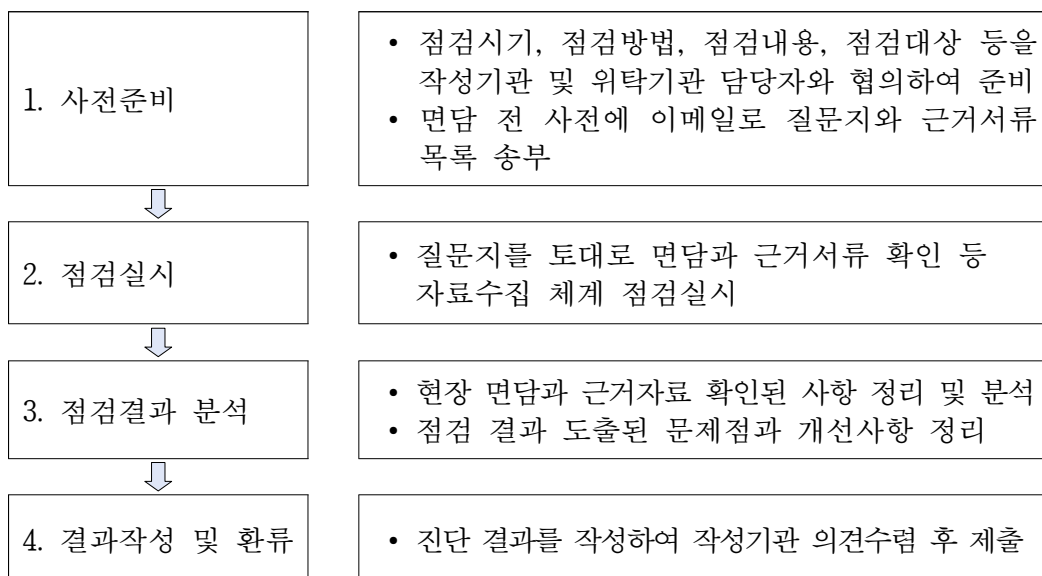 1. 사전준비
• 점검시기, 점검방법, 점검내용, 점검대상 등을
작성기관 및 위탁기관 담당자와 협의하여 준비
• 면담 전 사전에 이메일로 질문지와 근거서류
목록 송부
2. 점검실시
• 질문지를 토대로 면담과 근거서류 확인 등
자료수집 체계 점검실시
3. 점검결과 분석
• 현장 면담과 근거자료 확인된 사항 정리 및 분석
• 점검 결과 도출된 문제점과 개선사항 정리
4. 결과작성 및 환류
• 진단 결과를 작성하여 작성기관 의견수렴 후 제출